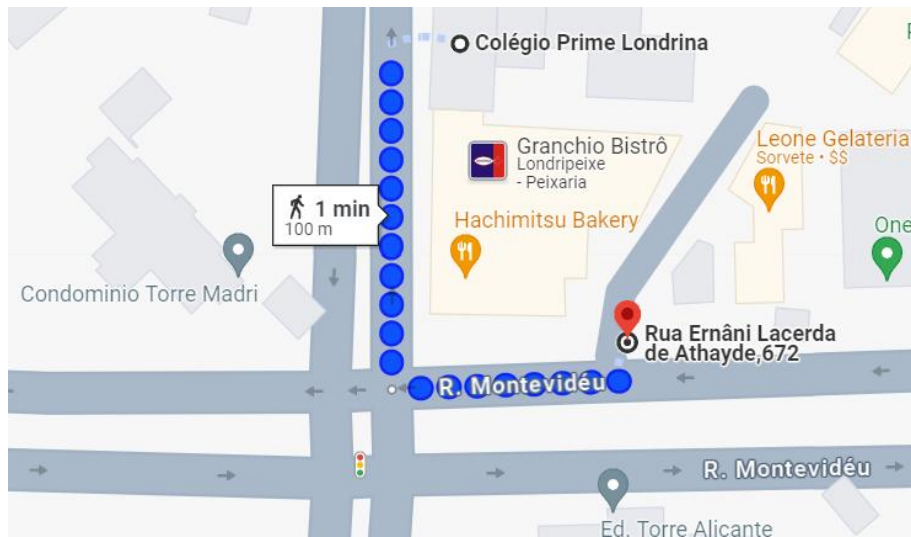 Colégio Prime Londrina
Granchio Bistrô
Londripeixe
- Peixaria
Leone Gelateria
Sorvete • $$
1 min
100 m
Hachimitsu Bakery
One
Condominio Torre Madri
Rua Ernâni Lacerda
de Athayde,672
R. Montevidéu
R. Montevidéu
Ed. Torre Alicante